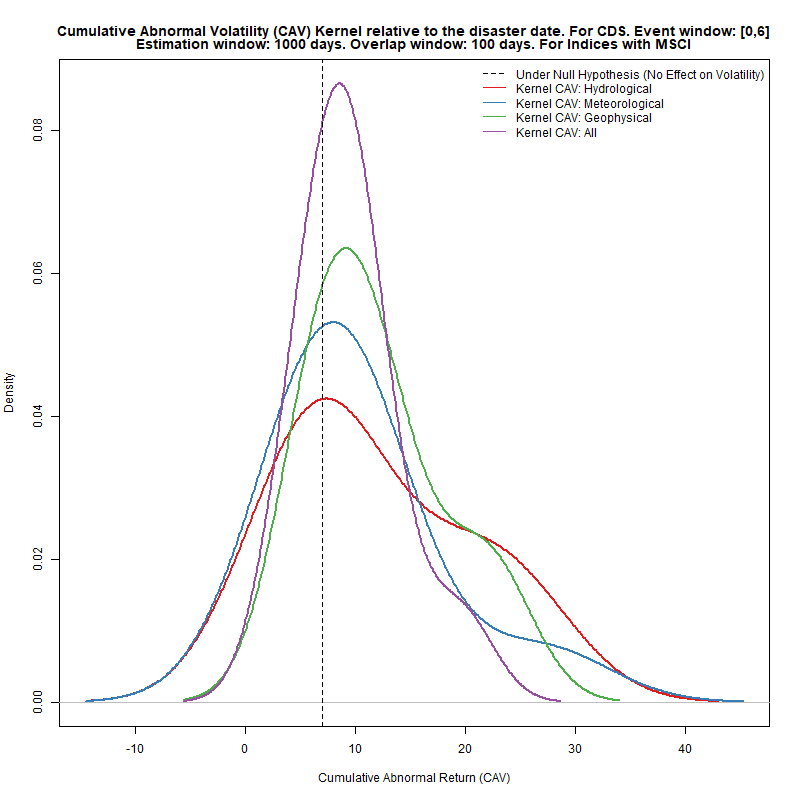 Cumulative Abnormal Volatility (CAV) Kernel relative to the disaster date. For CDS. Event window: [0,6]
Estimation window: 1000 days. Overlap window: 100 days. For Indices with MSCI
Under Null Hypothesis (No Effect on Volatility)
Kernel CAV: Hydrological
Kernel CAV: Meteorological
Kernel CAV: Geophysical
Kernel CAV: All
Density
0.08
0.06
0.04
0.02
0.00
-10 0 10 20 30 40
Cumulative Abnormal Return (CAV)